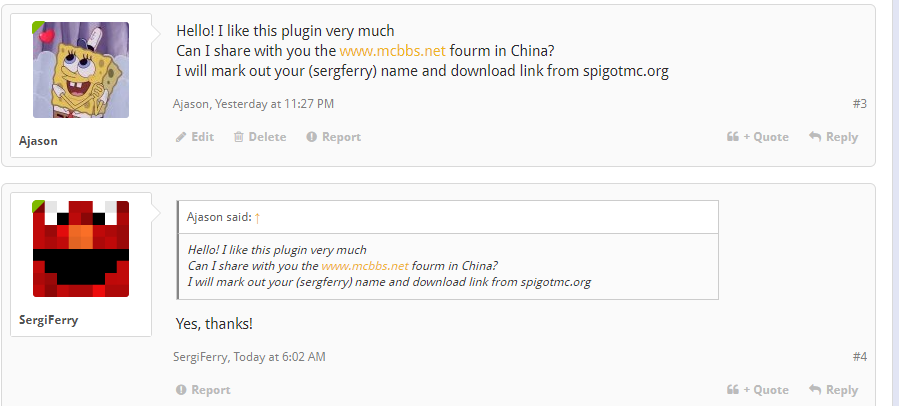 Hello! I like this plugin very much
Can I share with you the www.mcbbs.net fourm in China?
I will mark out your (sergferry) name and download link from spigotmc.org
Ajason, Yesterday at 11:27 PM
#3
Edit Delete Report
+ Quote Reply
Ajason
Ajason said: ↑
Hello! I like this plugin very much
Can I share with you the www.mcbbs.net fourm in China?
I will mark out your (sergferry) name and download link from spigotmc.org
Yes, thanks!
SergiFerry
SergiFerry, Today at 6:02 AM
#4
Report
+ Quote Reply